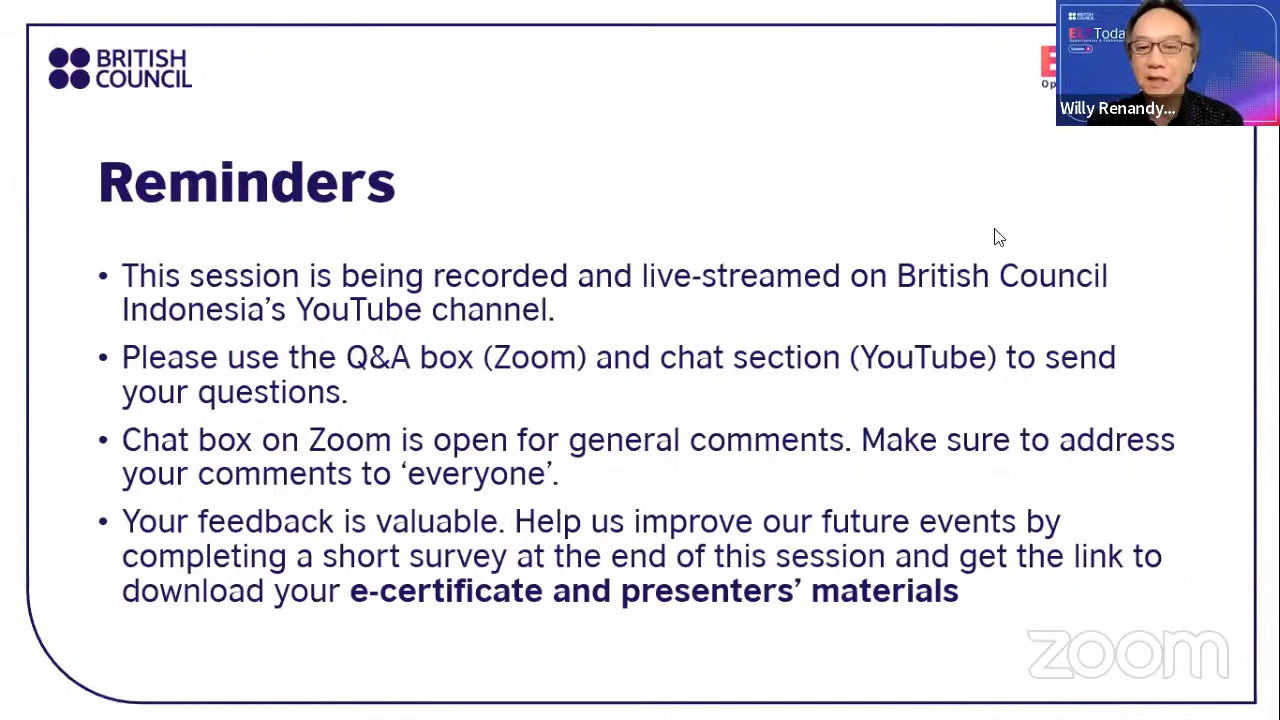 BRITISH
COUNCIL
E
Op
BRITISH
COUNCIL
Toda
Willy Renandy...
Reminders
• This session is being recorded and live-streamed on British Council
Indonesia’s YouTube channel.
• Please use the Q&A box (Zoom) and chat section (YouTube) to send
your questions.
• Chat box on Zoom is open for general comments. Make sure to address
your comments to ‘everyone’.
• Your feedback is valuable. Help us improve our future events by
completing a short survey at the end of this session and get the link to
download your e-certificate and presenters’ materials
zoom